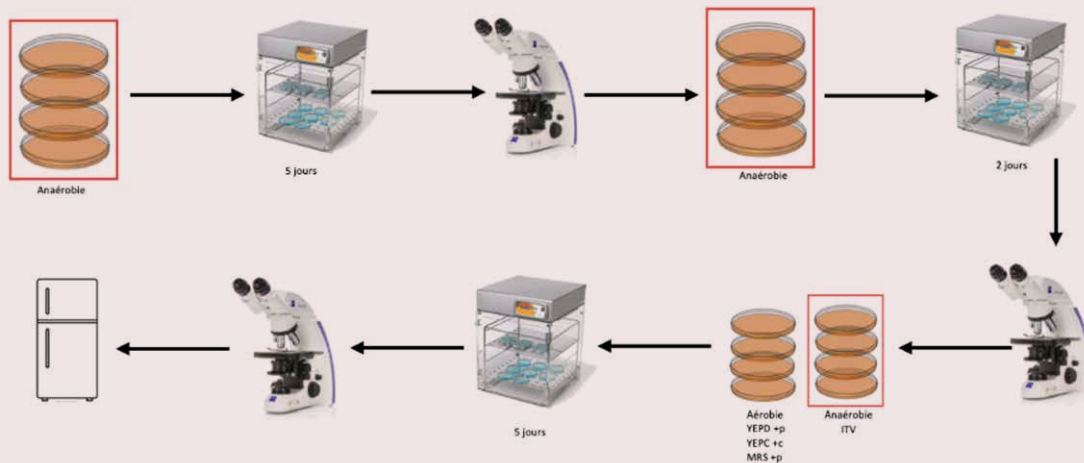 Anaérobie
5 jours
Anaérobie
2 jours
5 jours
Aérobie
YEPD +p
YEPC +c
MRS +p
Anaérobie
ITV